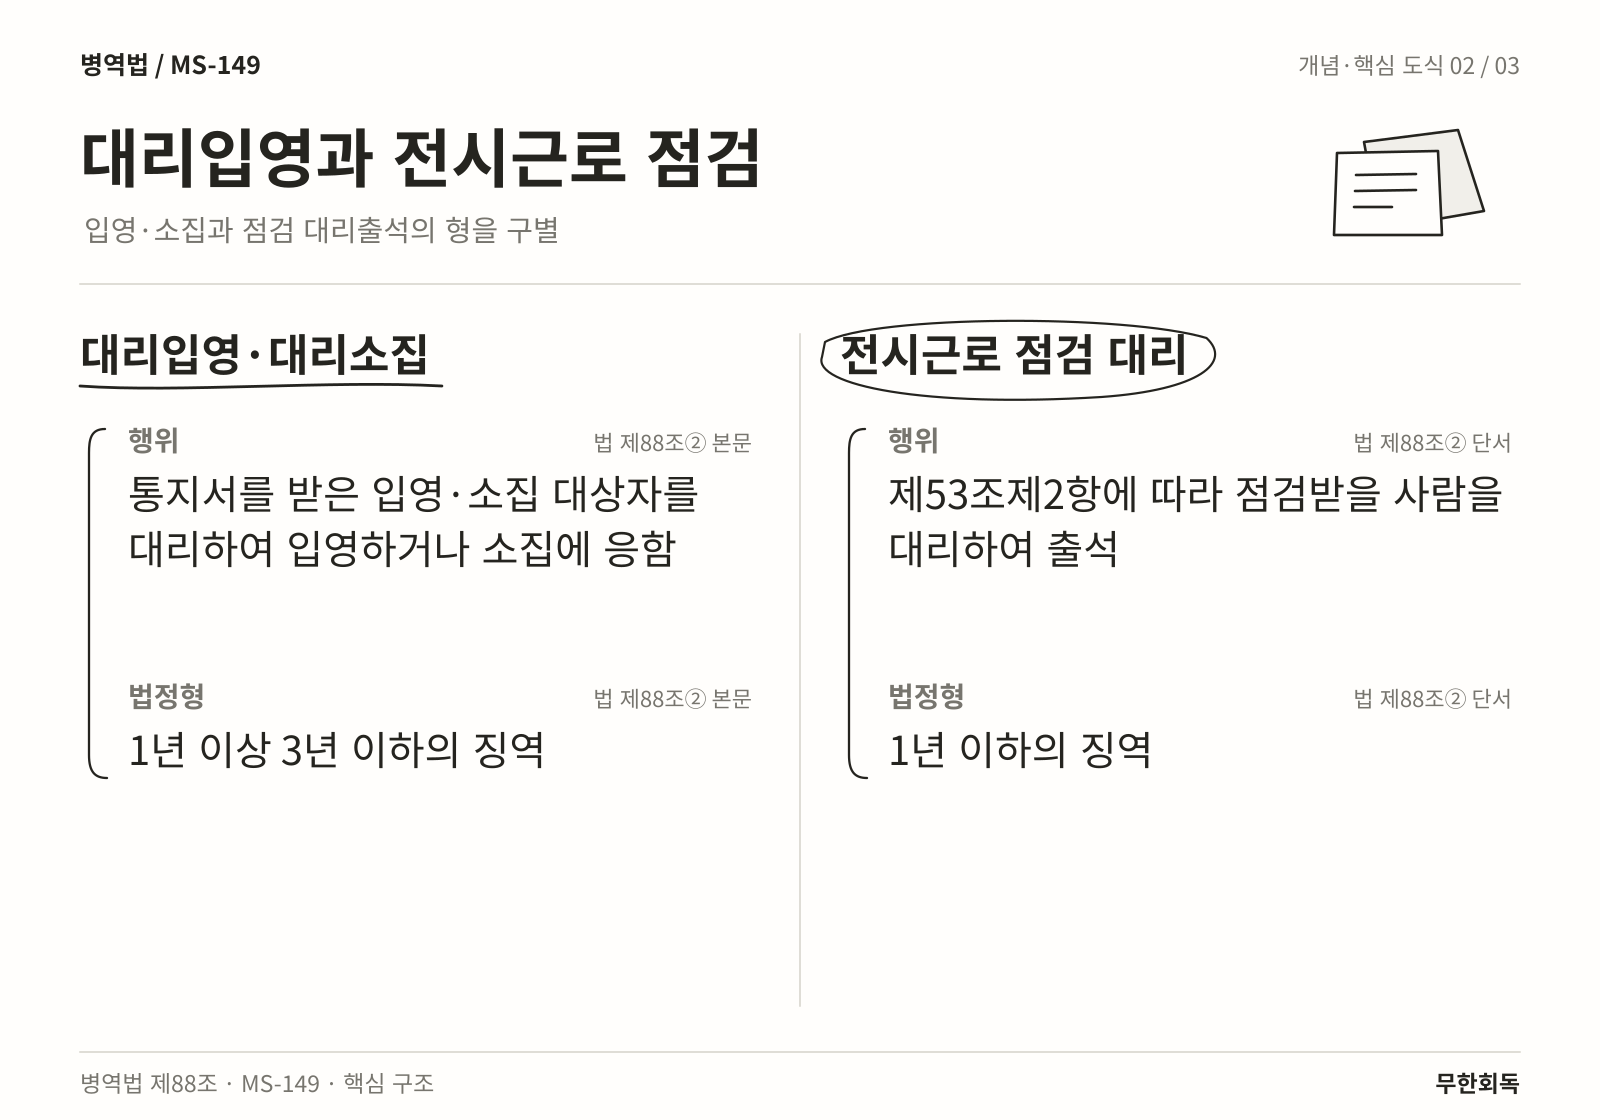 병역법 / MS-149
개념·핵심 도식 02 / 03
대리입영과 전시근로 점검
입영·소집과 점검 대리출석의 형을 구별
대리입영·대리소집
행위
법 제88조② 본문
통지서를 받은 입영·소집 대상자를
대리하여 입영하거나 소집에 응함
법정형
법 제88조② 본문
1년 이상 3년 이하의 징역
전시근로 점검 대리
행위
법 제88조② 단서
제53조제2항에 따라 점검받을 사람을
대리하여 출석
법정형
법 제88조② 단서
1년 이하의 징역
병역법 제88조 · MS-149 · 핵심 구조
무한회독